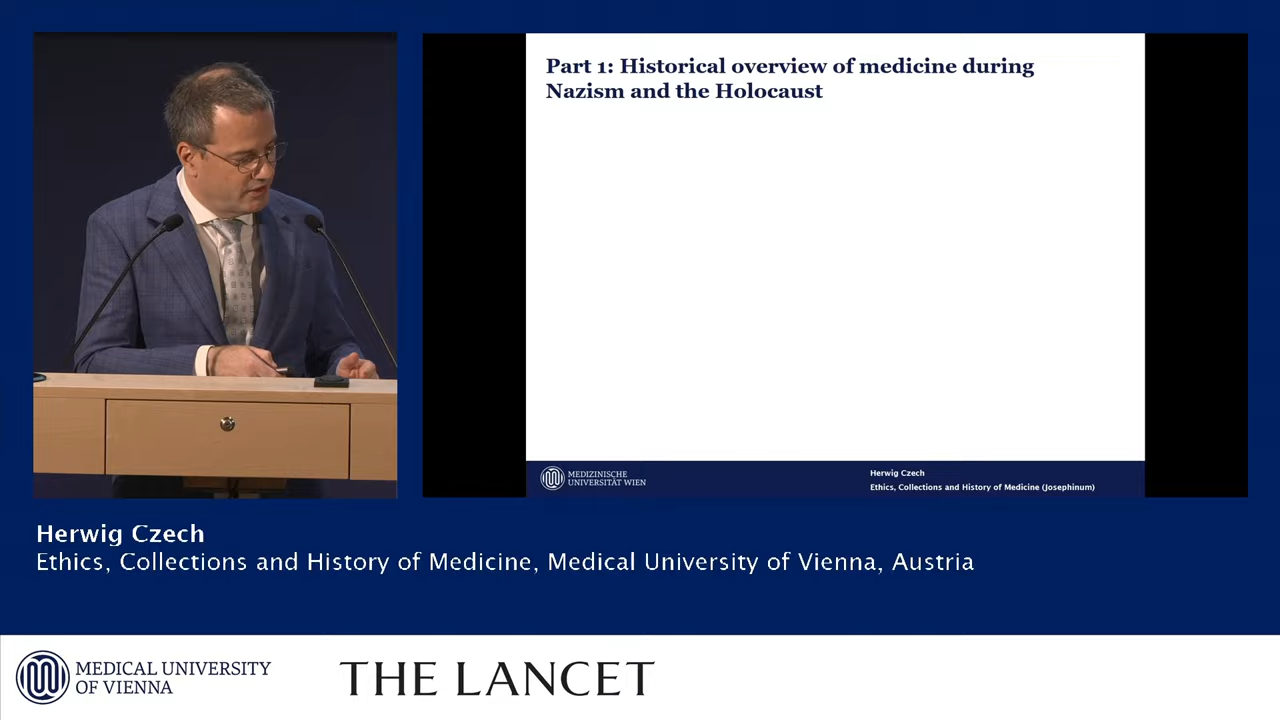 Part 1: Historical overview of medicine during
Nazism and the Holocaust
MEDIZINISCHE
UNIVERSITÄT WIEN
Herwig Czech
Ethics, Collections and History of Medicine (Josephinum)
Herwig Czech
Ethics, Collections and History of Medicine, Medical University of Vienna, Austria
MEDICAL UNIVERSITY
OF VIENNA
THE LANCET